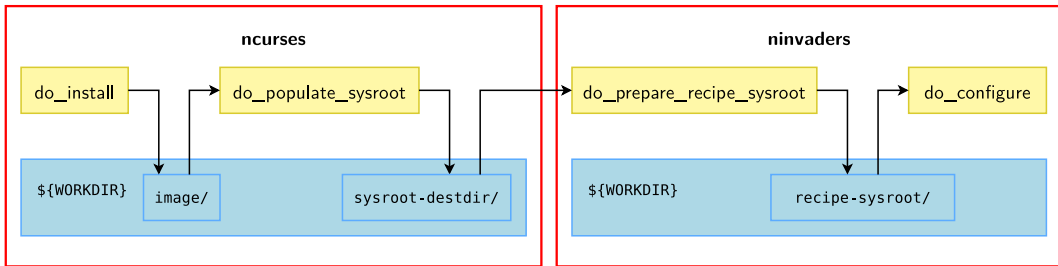 ncurses
do_install
do_populate_sysroot
${WORKDIR}
image/
sysroot-destdir/
ninvaders
do_prepare_recipe_sysroot
do_configure
${WORKDIR}
recipe-sysroot/